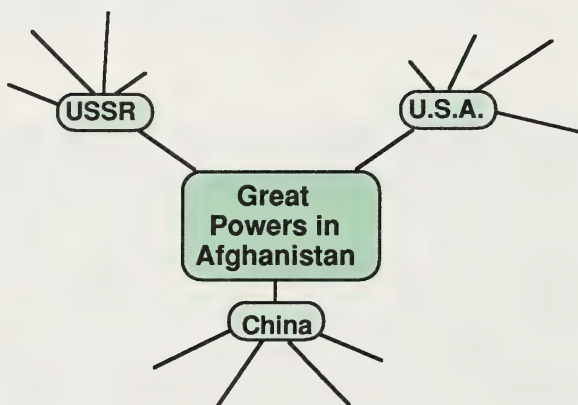 USSR
U.S.A.
Great
Powers in
Afghanistan
China